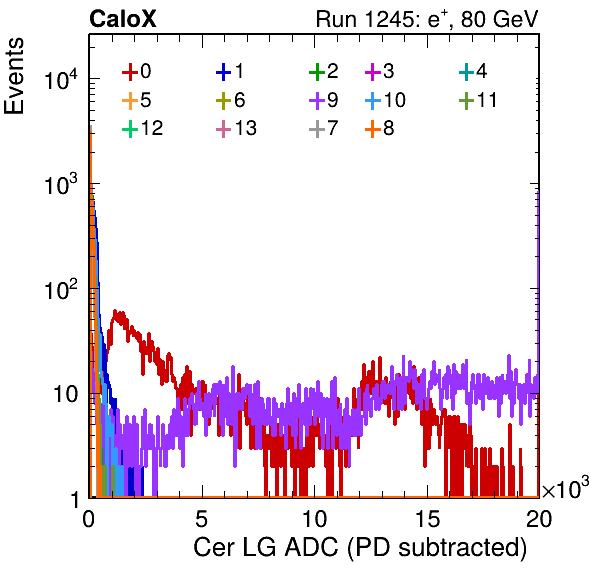 CaloX Run 1245: e⁺, 80 GeV
Events
10⁴
10³
10²
10
1
0 1 2 3 4
5 6 9 10 11
12 13 7 8
0 5 10 15 20
×10³
Cer LG ADC (PD subtracted)